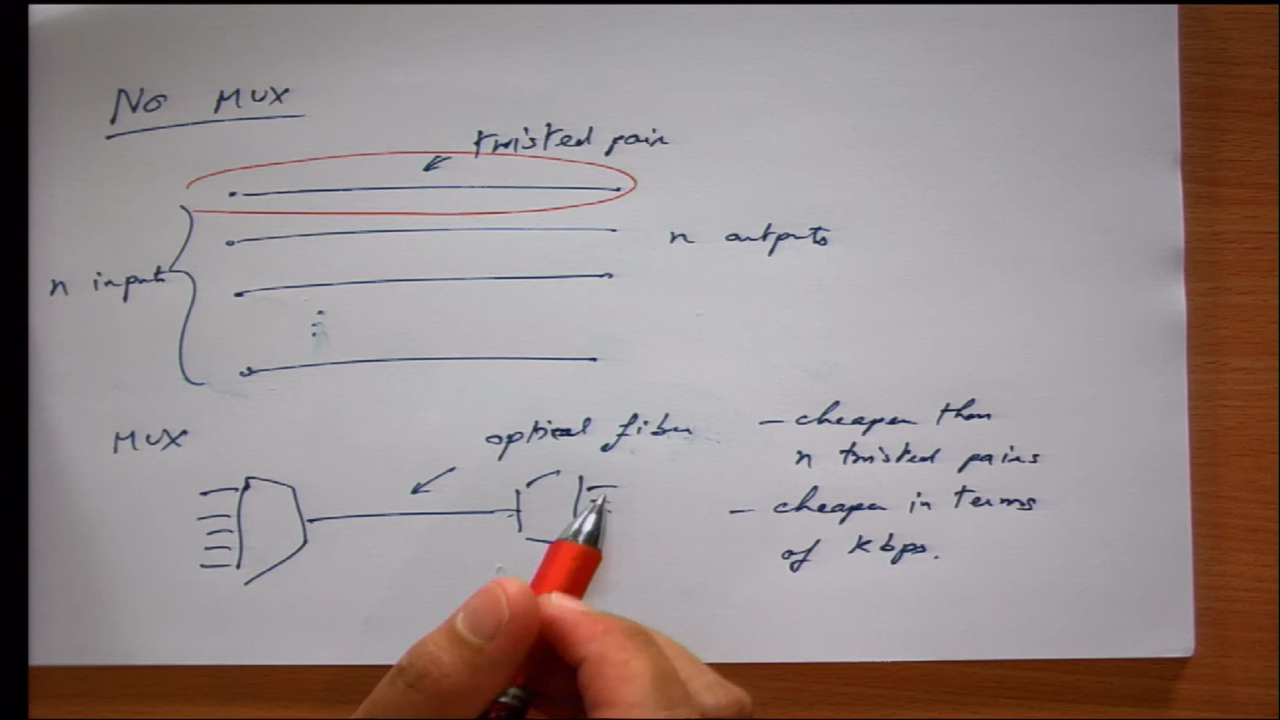 No MUX
twisted pair
n inputs
n outputs
MUX
optical fiber
- cheaper than
n twisted pairs
- cheaper in terms
of kbps.